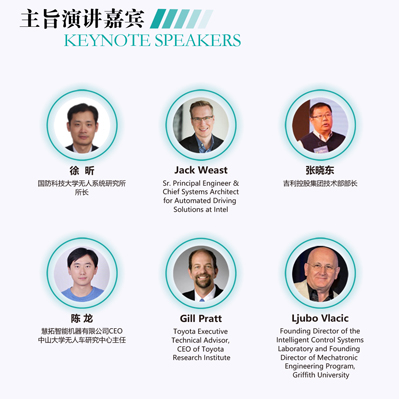 主旨演讲嘉宾
KEYNOTE SPEAKERS
徐 昕
国防科技大学无人系统研究所
所长
Jack Weast
Sr. Principal Engineer &
Chief Systems Architect
for Automated Driving
Solutions at Intel
张晓东
吉利控股集团技术部部长
陈 龙
慧拓智能机器有限公司CEO
中山大学无人车研究中心主任
Gill Pratt
Toyota Executive
Technical Advisor,
CEO of Toyota
Research Institute
Ljubo Vlacic
Founding Director of the
Intelligent Control Systems
Laboratory and Founding
Director of Mechatronic
Engineering Program,
Griffith University